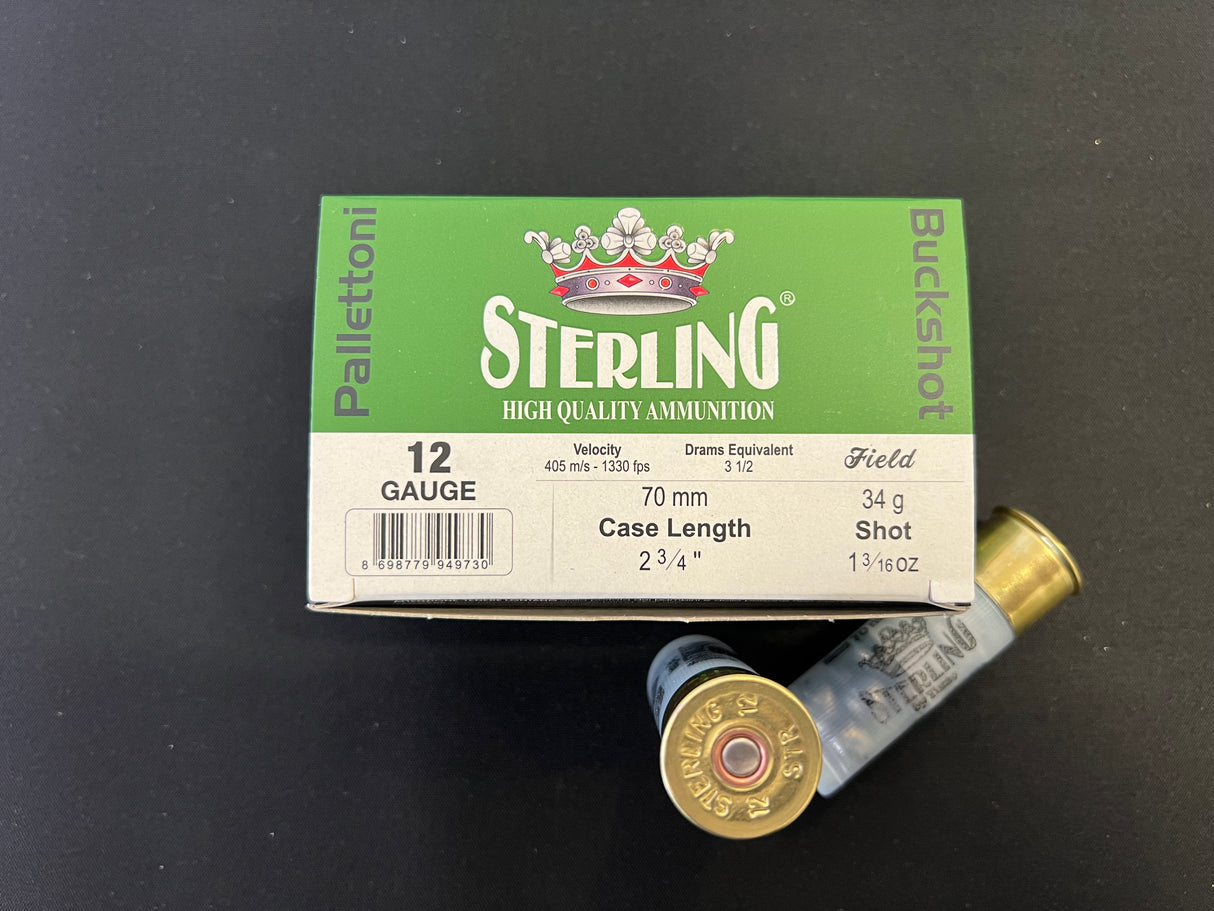 Pallettoni
STERLING®
HIGH QUALITY AMMUNITION
Buckshot
12
GAUGE
8 698779 949730
Velocity
405 m/s - 1330 fps
Drams Equivalent
3 1/2
Field
70 mm
Case Length
2 3/4 "
34 g
Shot
1 3/16 OZ
STERLING
STERLING 12 STR 12